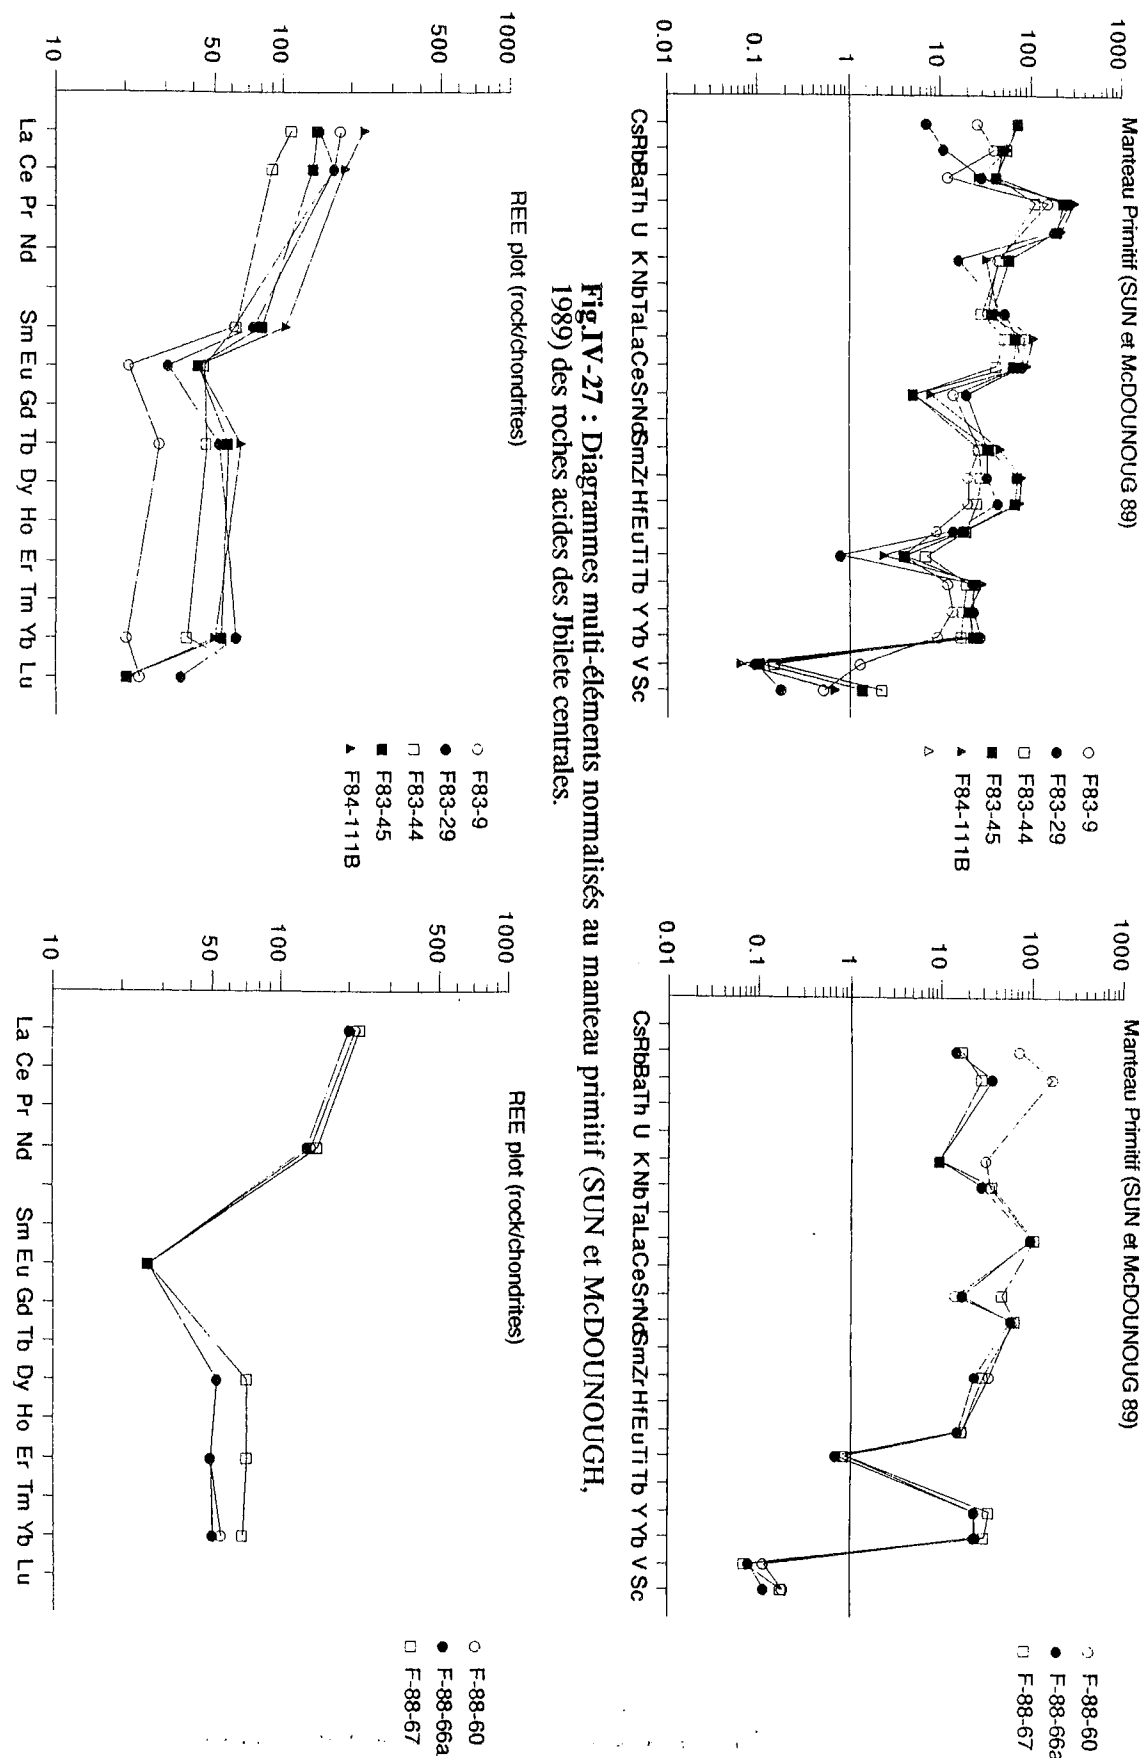 Manteau Primitif (SUN et McDOUNOUG 89)
1000
100
10
1
0.1
0.01
CsRbBaTh U K NbTaLaCeSrNdSmZrHfEuTiTb Y Yb V Sc
F83-9
F83-29
F83-44
F83-45
F84-111B
Manteau Primitif (SUN et McDOUNOUG 89)
1000
100
10
1
0.1
0.01
CsRbBaTh U K NbTaLaCeSrNdSmZrHfEuTiTb Y Yb V Sc
F-88-60
F-88-66a
F-88-67
Fig.IV-27 : Diagrammes multi-éléments normalisés au manteau primitif (SUN et McDOUNOUGH,
1989) des roches acides des Jbilete centrales.
REE plot (rock/chondrites)
1000
500
100
50
10
La Ce Pr Nd Sm Eu Gd Tb Dy Ho Er Tm Yb Lu
F83-9
F83-29
F83-44
F83-45
F84-111B
REE plot (rock/chondrites)
1000
500
100
50
10
La Ce Pr Nd Sm Eu Gd Tb Dy Ho Er Tm Yb Lu
F-88-60
F-88-66a
F-88-67